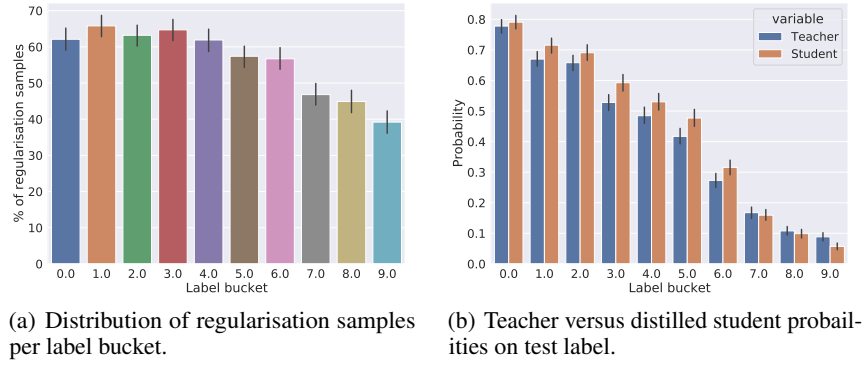 70
60
50
40
30
20
10
0
% of regularisation samples
0.0 1.0 2.0 3.0 4.0 5.0 6.0 7.0 8.0 9.0
Label bucket
(a) Distribution of regularisation samples
per label bucket.
0.8
0.7
0.6
0.5
0.4
0.3
0.2
0.1
0.0
Probability
variable
Teacher
Student
0.0 1.0 2.0 3.0 4.0 5.0 6.0 7.0 8.0 9.0
Label bucket
(b) Teacher versus distilled student probail-
ities on test label.